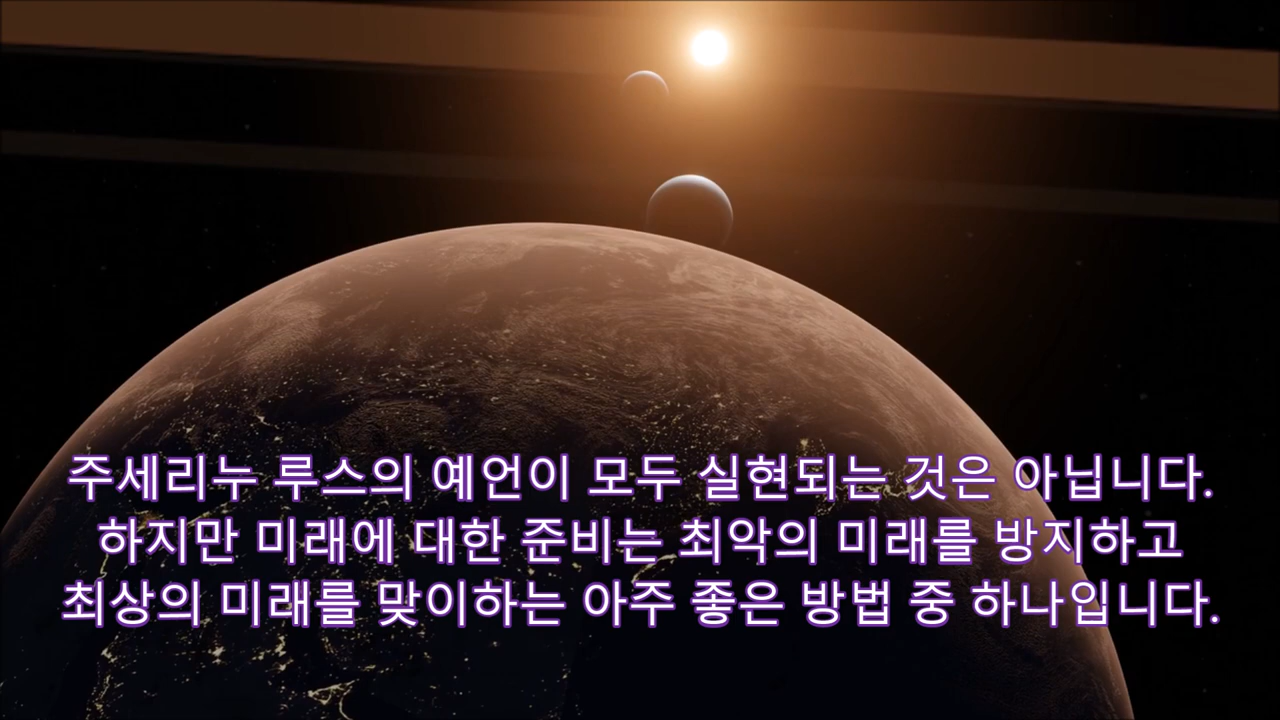 주세리누 루스의 예언이 모두 실현되는 것은 아닙니다.
하지만 미래에 대한 준비는 최악의 미래를 방지하고
최상의 미래를 맞이하는 아주 좋은 방법 중 하나입니다.